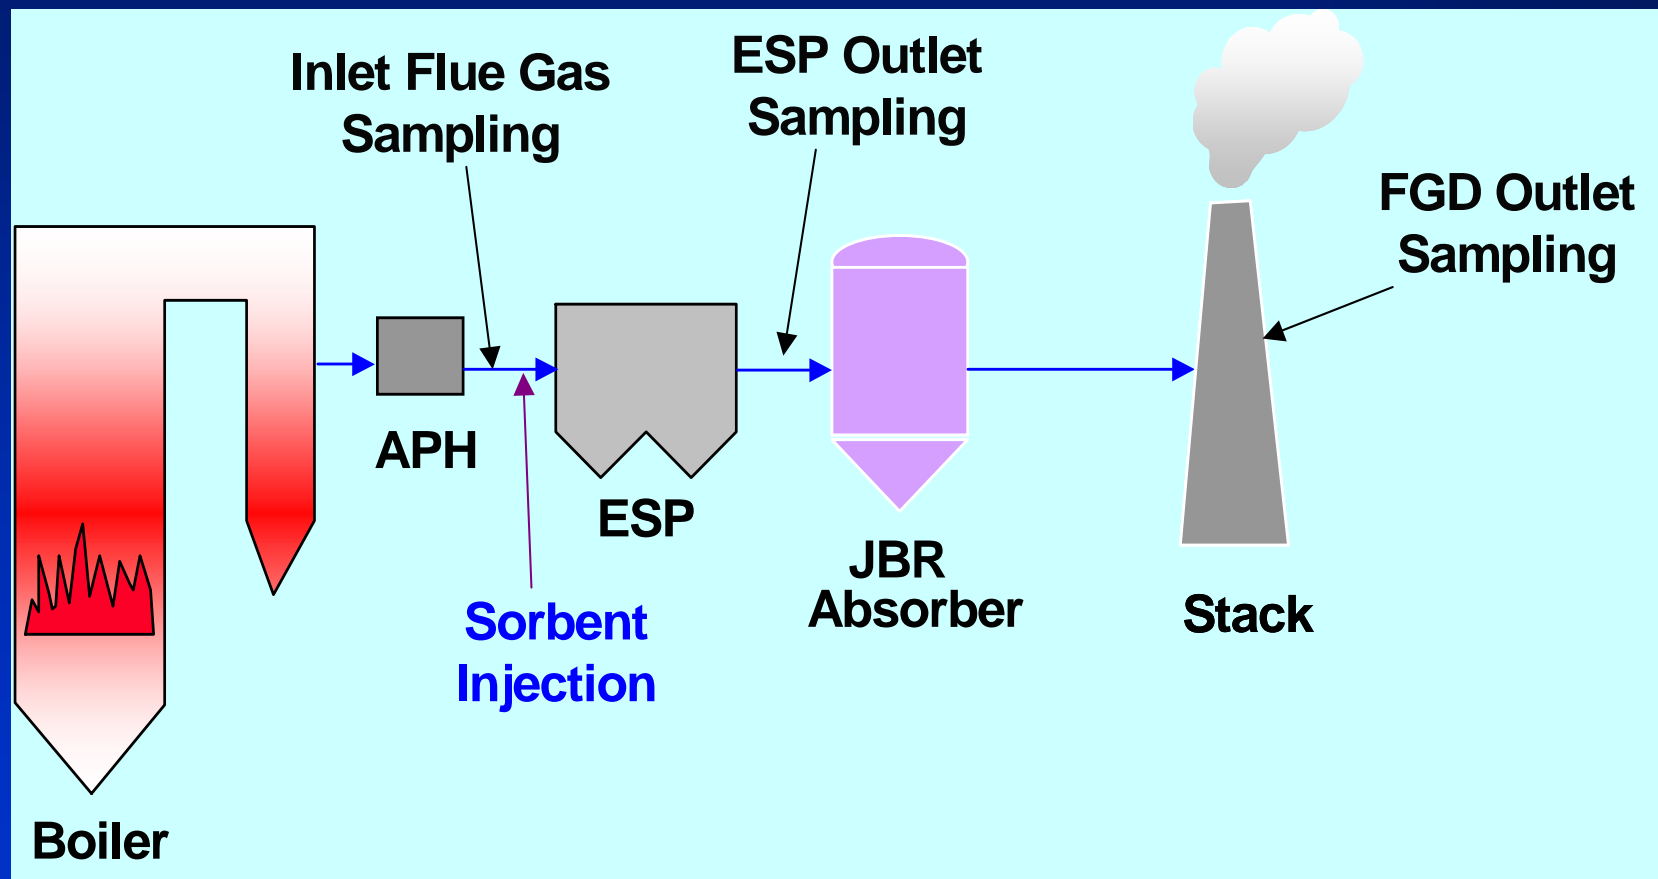 Inlet Flue Gas
Sampling
ESP Outlet
Sampling
FGD Outlet
Sampling
APH
ESP
JBR
Absorber
Stack
Sorbent
Injection
Boiler